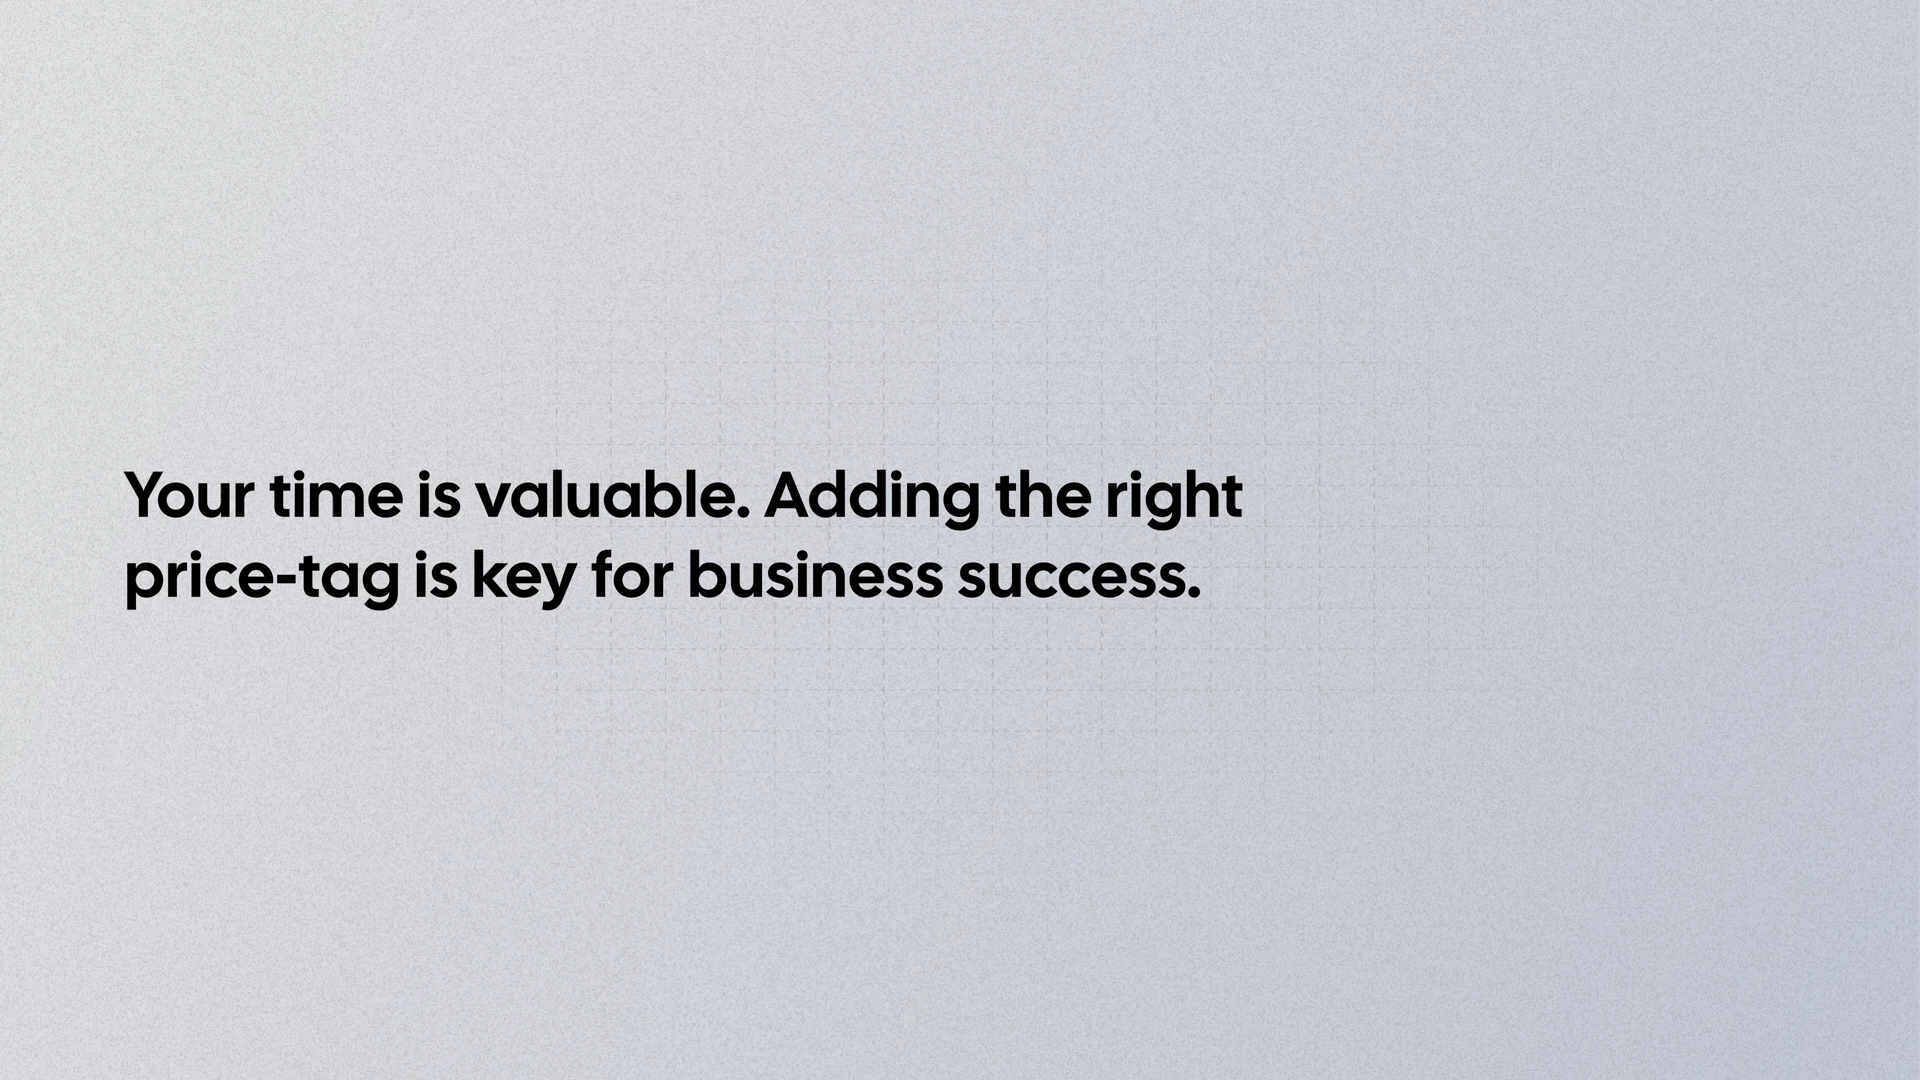 Your time is valuable. Adding the right
price-tag is key for business success.